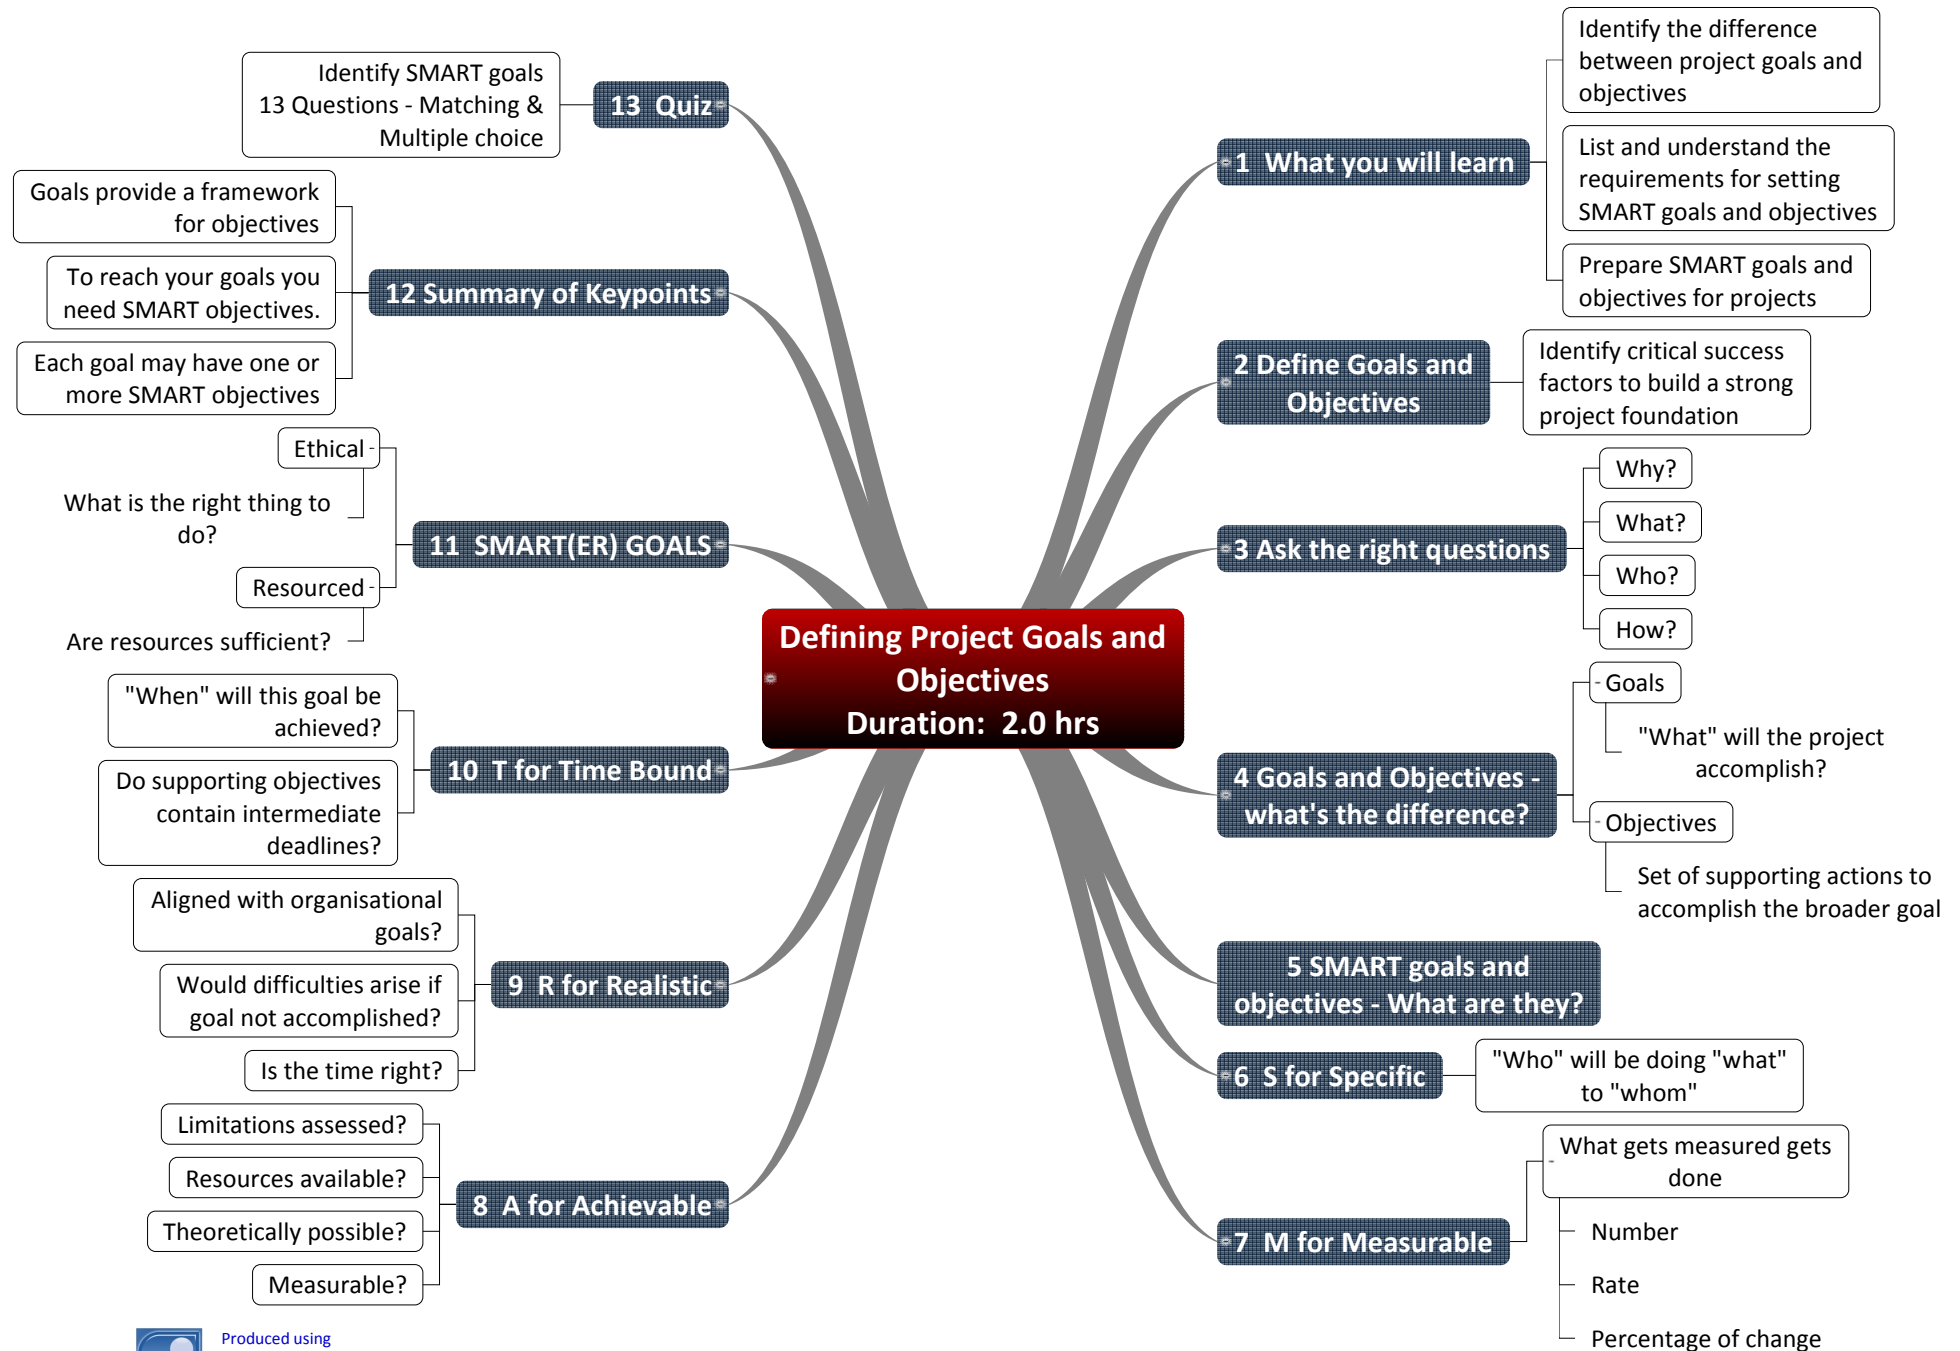 Defining Project Goals and
Objectives
Duration:  2.0 hrs
1  What you will learn
Identify the difference
between project goals and
objectives
List and understand the
requirements for setting
SMART goals and objectives
Prepare SMART goals and
objectives for projects
2 Define Goals and
Objectives
Identify critical success
factors to build a strong
project foundation
3 Ask the right questions
Why?
What?
Who?
How?
4 Goals and Objectives -
what's the difference?
Goals
"What" will the project
accomplish?
Objectives
Set of supporting actions to
accomplish the broader goal
5 SMART goals and
objectives - What are they?
6  S for Specific
"Who" will be doing "what"
to "whom"
7  M for Measurable
What gets measured gets
done
Number
Rate
Percentage of change
8  A for Achievable
Limitations assessed?
Resources available?
Theoretically possible?
Measurable?
9  R for Realistic
Aligned with organisational
goals?
Would difficulties arise if
goal not accomplished?
Is the time right?
10  T for Time Bound
"When" will this goal be
achieved?
Do supporting objectives
contain intermediate
deadlines?
11  SMART(ER) GOALS
Ethical
What is the right thing to
do?
Resourced
Are resources sufficient?
12 Summary of Keypoints
Goals provide a framework
for objectives
To reach your goals you
need SMART objectives.
Each goal may have one or
more SMART objectives
13  Quiz
Identify SMART goals
13 Questions - Matching &
Multiple choice
Produced using